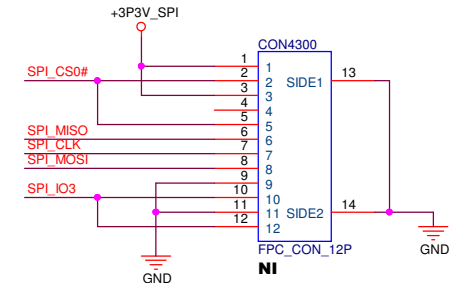 +3P3V_SPI
CON4300
1 1
SPI_CS0# 2 2 SIDE1 13
3 3
4 4
5 5
SPI_MISO 6 6
SPI_CLK 7 7
SPI_MOSI 8 8
9 9
SPI_IO3 10 10
11 11 SIDE2 14
12 12
FPC_CON_12P
NI
GND
GND